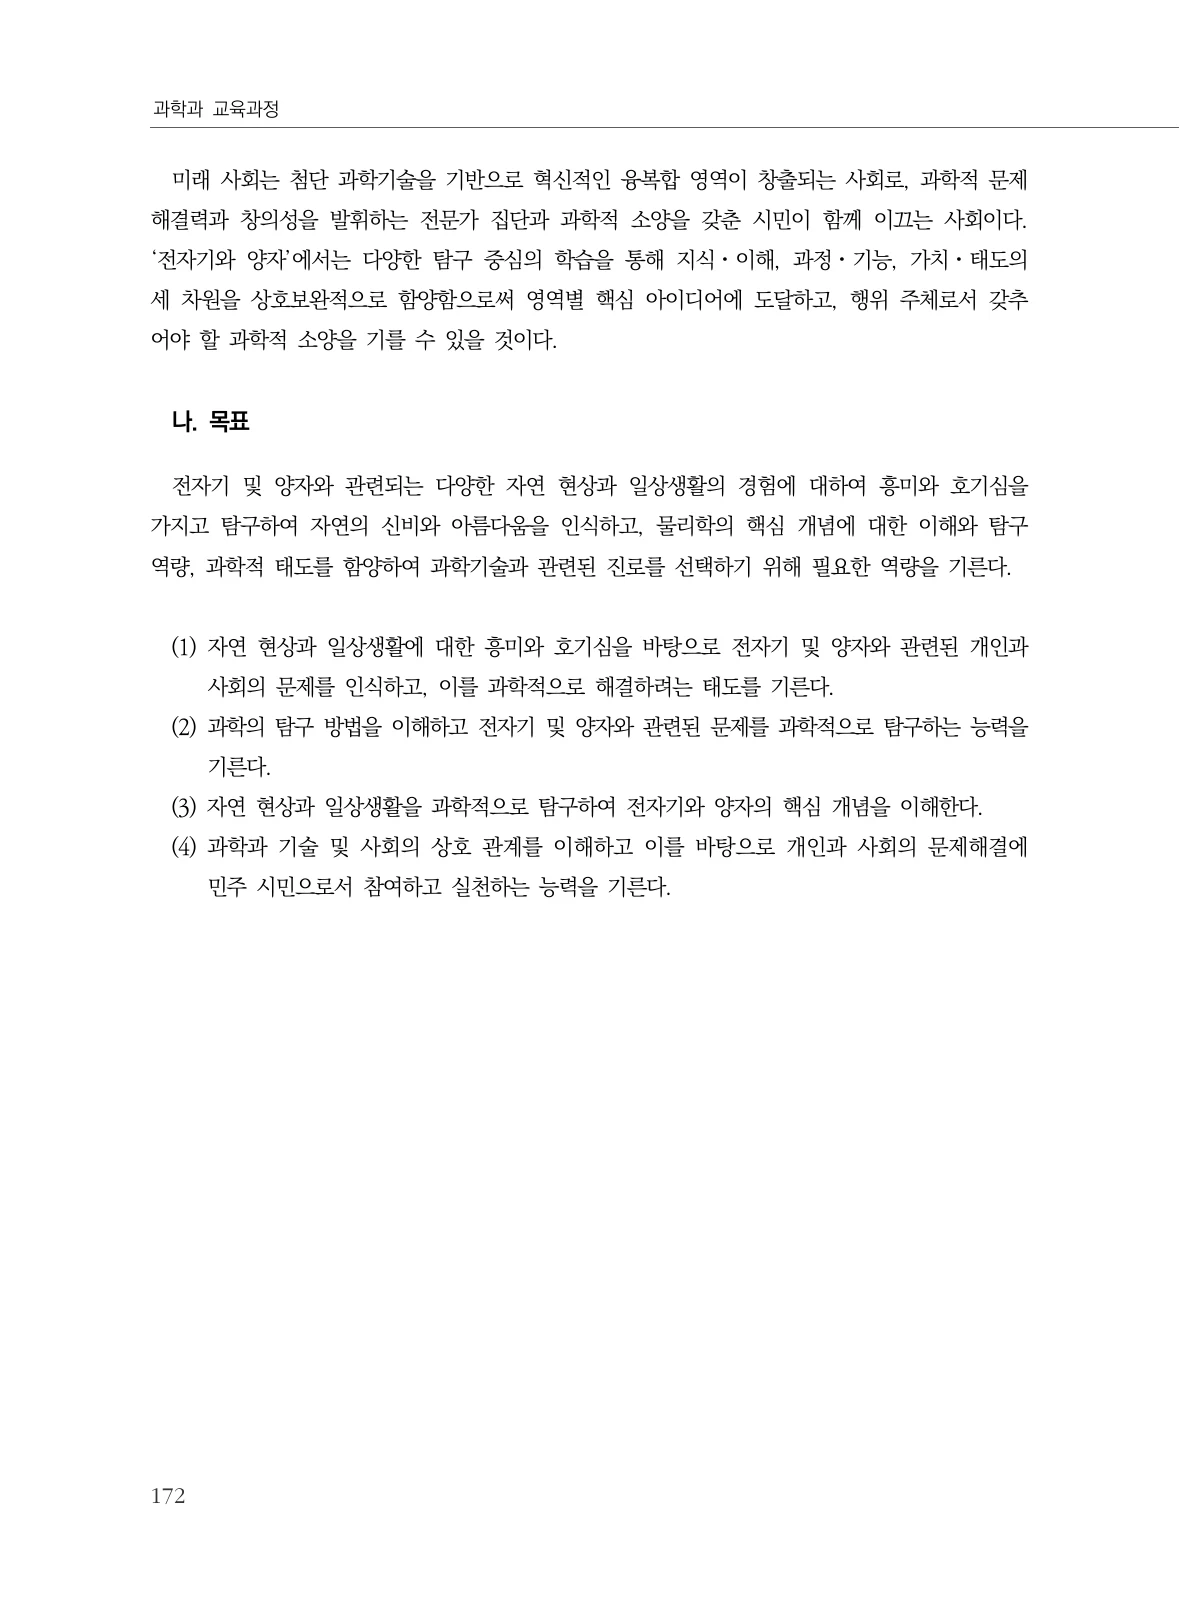 과학과 교육과정
미래 사회는 첨단 과학기술을 기반으로 혁신적인 융복합 영역이 창출되는 사회로, 과학적 문제
해결력과 창의성을 발휘하는 전문가 집단과 과학적 소양을 갖춘 시민이 함께 이끄는 사회이다.
‘전자기와 양자’에서는 다양한 탐구 중심의 학습을 통해 지식·이해, 과정·기능, 가치·태도의
세 차원을 상호보완적으로 함양함으로써 영역별 핵심 아이디어에 도달하고, 행위 주체로서 갖추
어야 할 과학적 소양을 기를 수 있을 것이다.
나. 목표
전자기 및 양자와 관련되는 다양한 자연 현상과 일상생활의 경험에 대하여 흥미와 호기심을
가지고 탐구하여 자연의 신비와 아름다움을 인식하고, 물리학의 핵심 개념에 대한 이해와 탐구
역량, 과학적 태도를 함양하여 과학기술과 관련된 진로를 선택하기 위해 필요한 역량을 기른다.
(1) 자연 현상과 일상생활에 대한 흥미와 호기심을 바탕으로 전자기 및 양자와 관련된 개인과
사회의 문제를 인식하고, 이를 과학적으로 해결하려는 태도를 기른다.
(2) 과학의 탐구 방법을 이해하고 전자기 및 양자와 관련된 문제를 과학적으로 탐구하는 능력을
기른다.
(3) 자연 현상과 일상생활을 과학적으로 탐구하여 전자기와 양자의 핵심 개념을 이해한다.
(4) 과학과 기술 및 사회의 상호 관계를 이해하고 이를 바탕으로 개인과 사회의 문제해결에
민주 시민으로서 참여하고 실천하는 능력을 기른다.
172